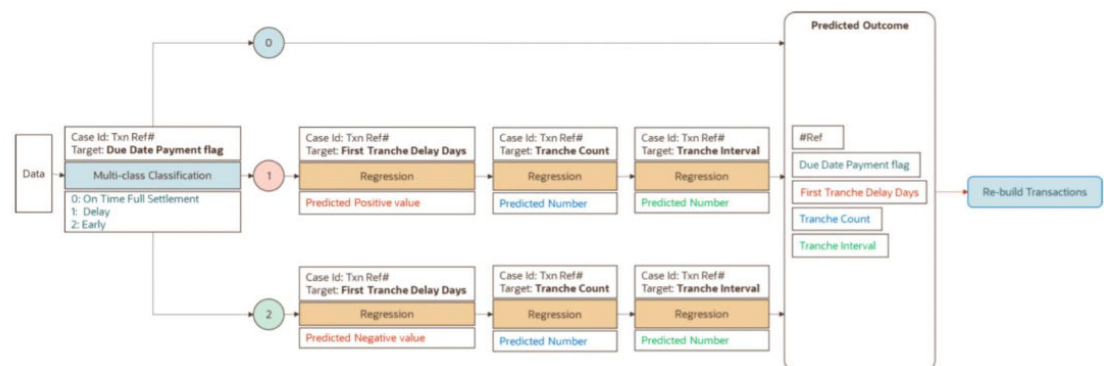 0
Predicted Outcome
Data
Case Id: Txn Ref#
Target: Due Date Payment flag
Multi-class Classification
0: On Time Full Settlement
1: Delay
2: Early
1
Case Id: Txn Ref#
Target: First Tranche Delay Days
Regression
Predicted Positive value
Case Id: Txn Ref#
Target: Tranche Count
Regression
Predicted Number
Case Id: Txn Ref#
Target: Tranche Interval
Regression
Predicted Number
#Ref
Due Date Payment flag
First Tranche Delay Days
Tranche Count
Tranche Interval
Re-build Transactions
2
Case Id: Txn Ref#
Target: First Tranche Delay Days
Regression
Predicted Negative value
Case Id: Txn Ref#
Target: Tranche Count
Regression
Predicted Number
Case Id: Txn Ref#
Target: Tranche Interval
Regression
Predicted Number